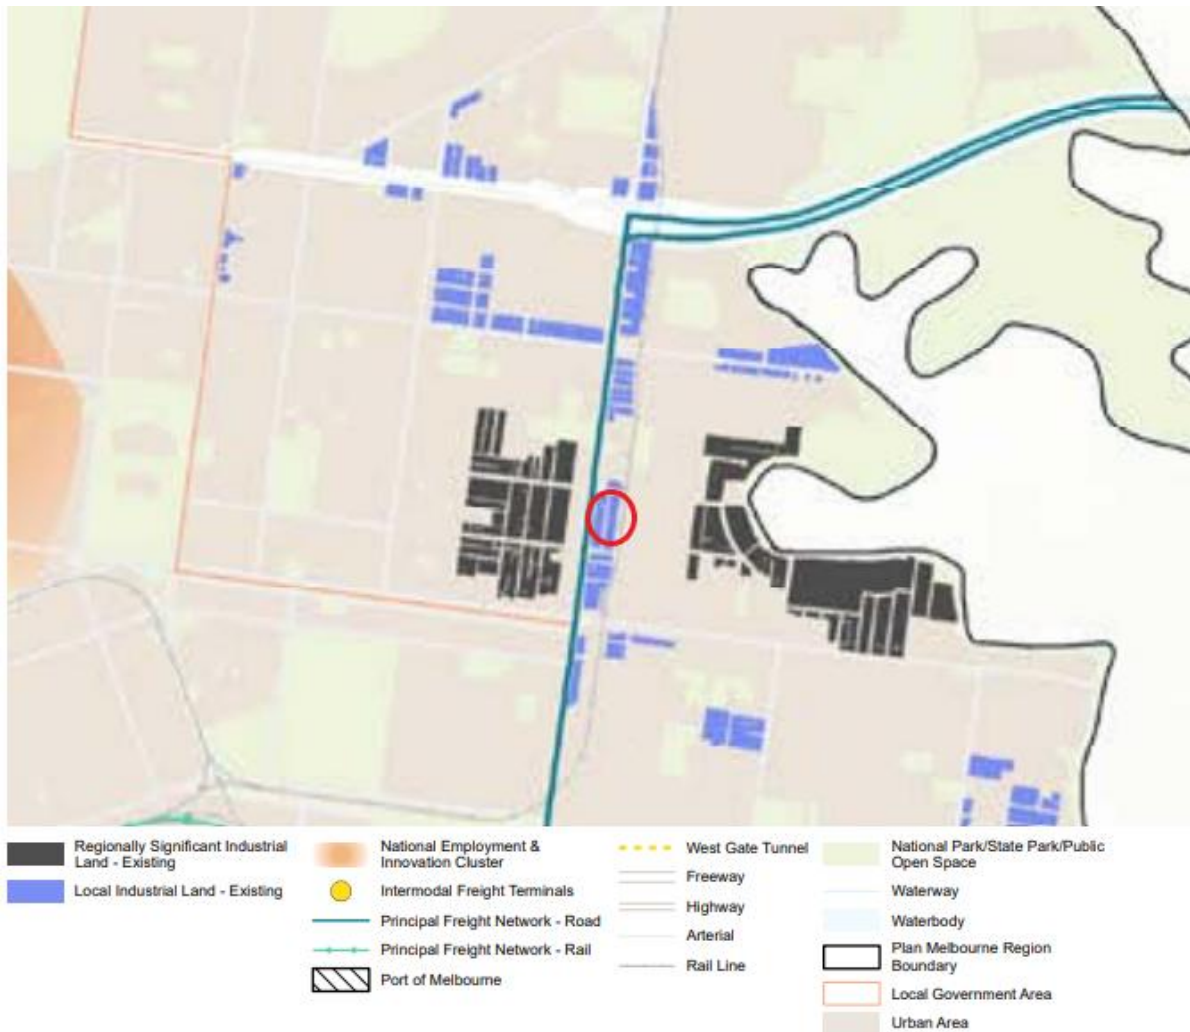 Regionally Significant Industrial
Land - Existing
Local Industrial Land - Existing
National Employment &
Innovation Cluster
Intermodal Freight Terminals
Principal Freight Network - Road
Principal Freight Network - Rail
Port of Melbourne
West Gate Tunnel
Freeway
Highway
Arterial
Rail Line
National Park/State Park/Public
Open Space
Waterway
Waterbody
Plan Melbourne Region
Boundary
Local Government Area
Urban Area